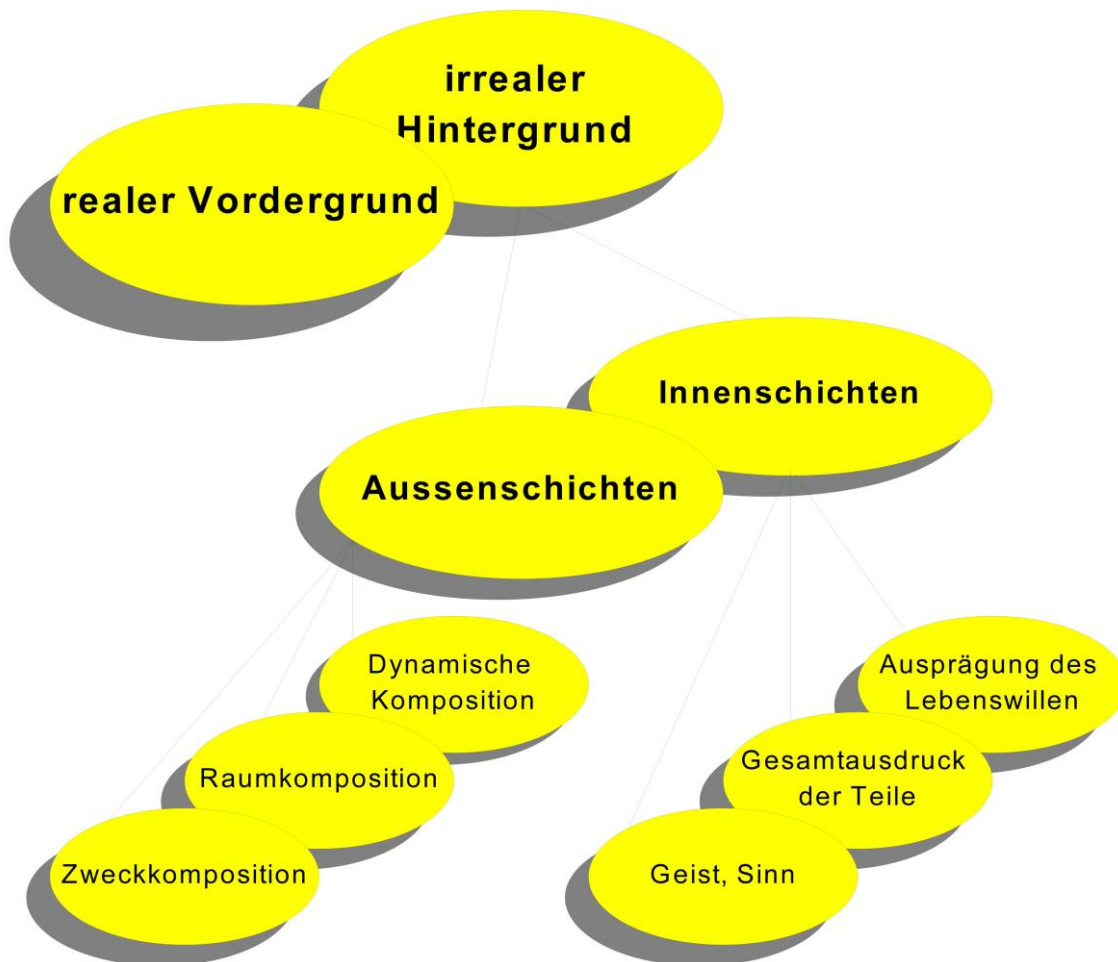 irrealer
Hintergrund
realer Vordergrund
Innenschichten
Aussenschichten
Dynamische
Komposition
Raumkomposition
Zweckkomposition
Ausprägung des
Lebenswillen
Gesamtausdruck
der Teile
Geist, Sinn